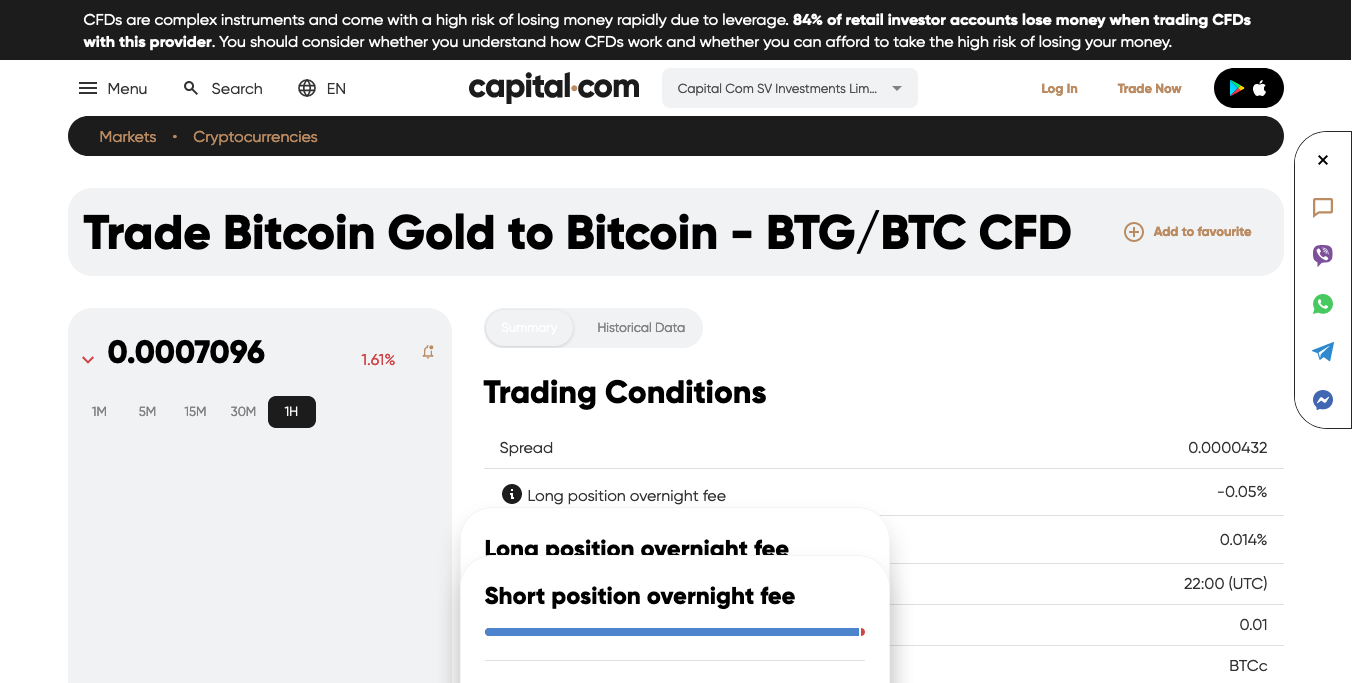 CFDs are complex instruments and come with a high risk of losing money rapidly due to leverage. 84% of retail investor accounts lose money when trading CFDs
with this provider. You should consider whether you understand how CFDs work and whether you can afford to take the high risk of losing your money.
Menu Search EN capital.com Capital Com SV Investments Lim... Log In Trade Now
Markets • Cryptocurrencies
Trade Bitcoin Gold to Bitcoin - BTG/BTC CFD Add to favourite
0.0007096 1.61%
1M 5M 15M 30M 1H
Summary Historical Data
Trading Conditions
Spread 0.0000432
Long position overnight fee -0.05%
Long position overnight fee
0.014%
Short position overnight fee
22:00 (UTC)
0.01
BTCc